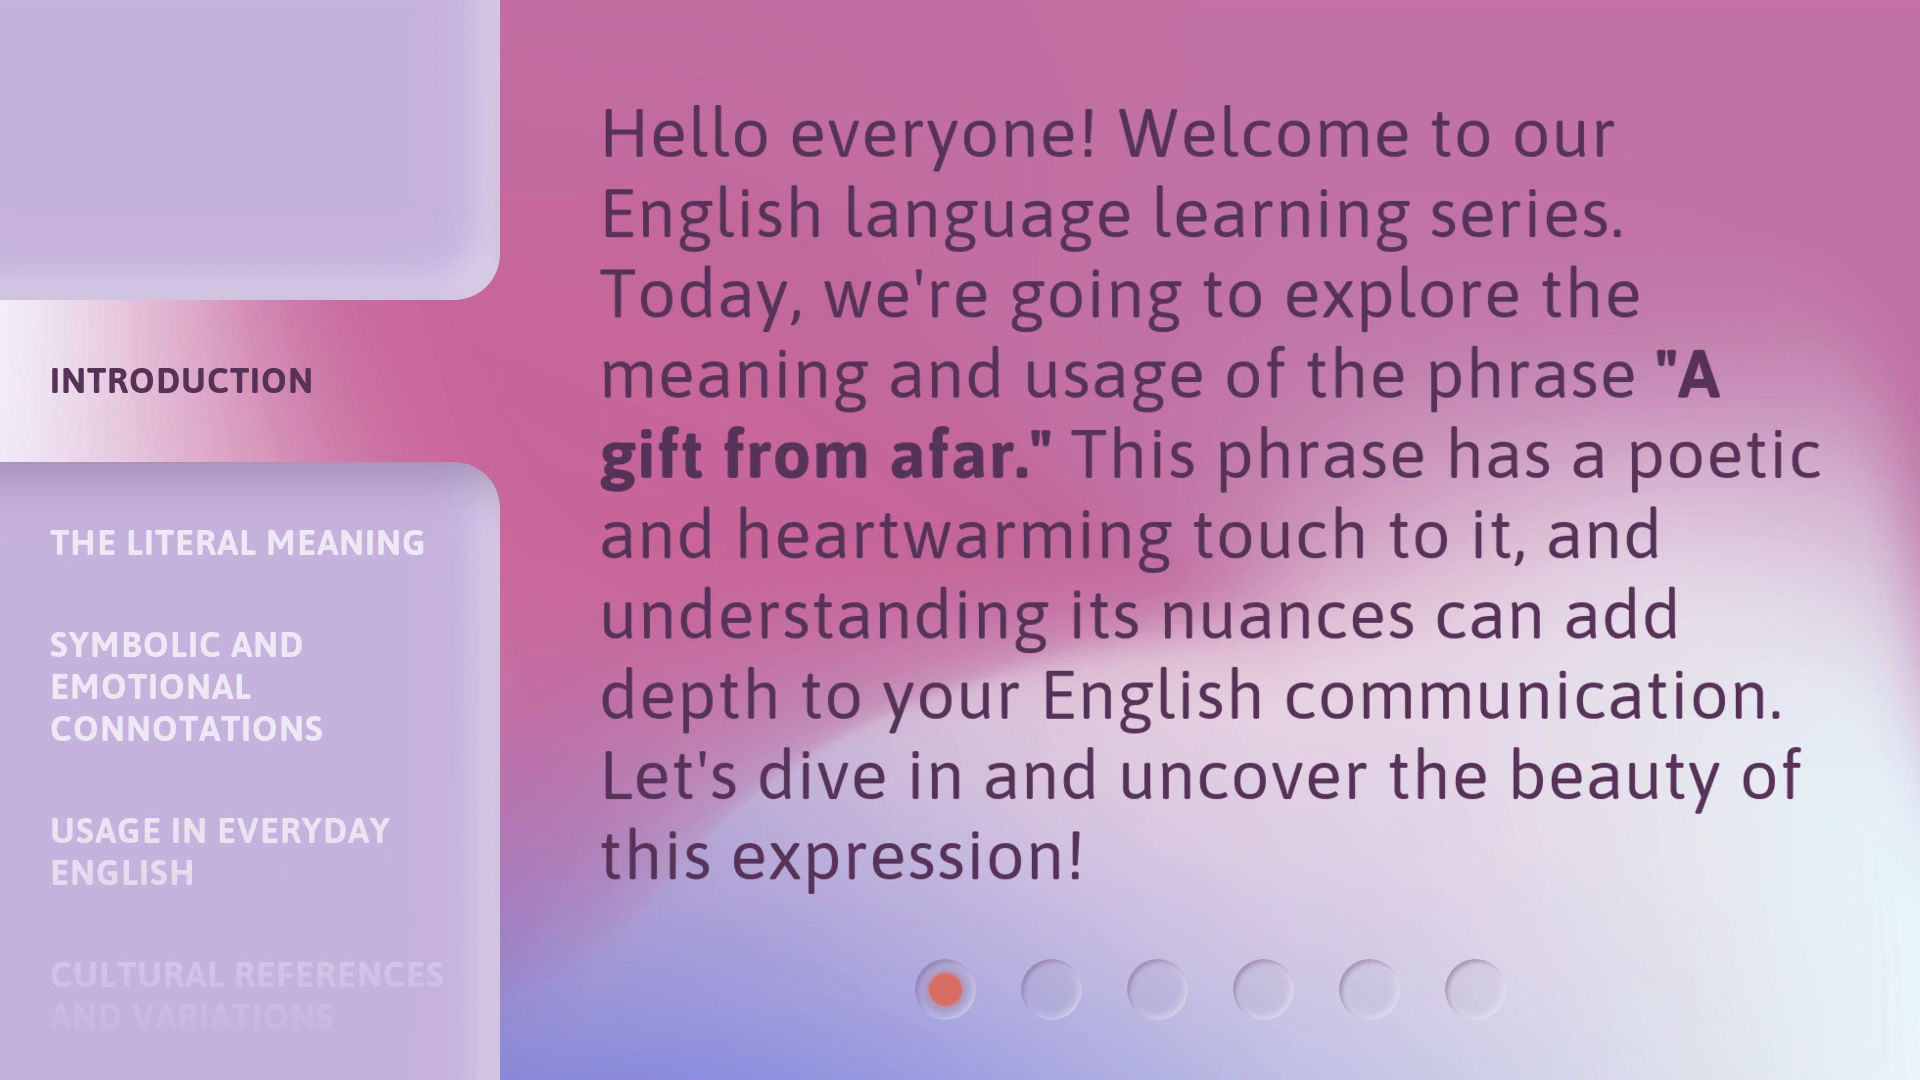 INTRODUCTION
THE LITERAL MEANING
SYMBOLIC AND
EMOTIONAL
CONNOTATIONS
USAGE IN EVERYDAY
ENGLISH
CULTURAL REFERENCES
AND VARIATIONS
Hello everyone! Welcome to our
English language learning series.
Today, we're going to explore the
meaning and usage of the phrase "A
gift from afar." This phrase has a poetic
and heartwarming touch to it, and
understanding its nuances can add
depth to your English communication.
Let's dive in and uncover the beauty of
this expression!